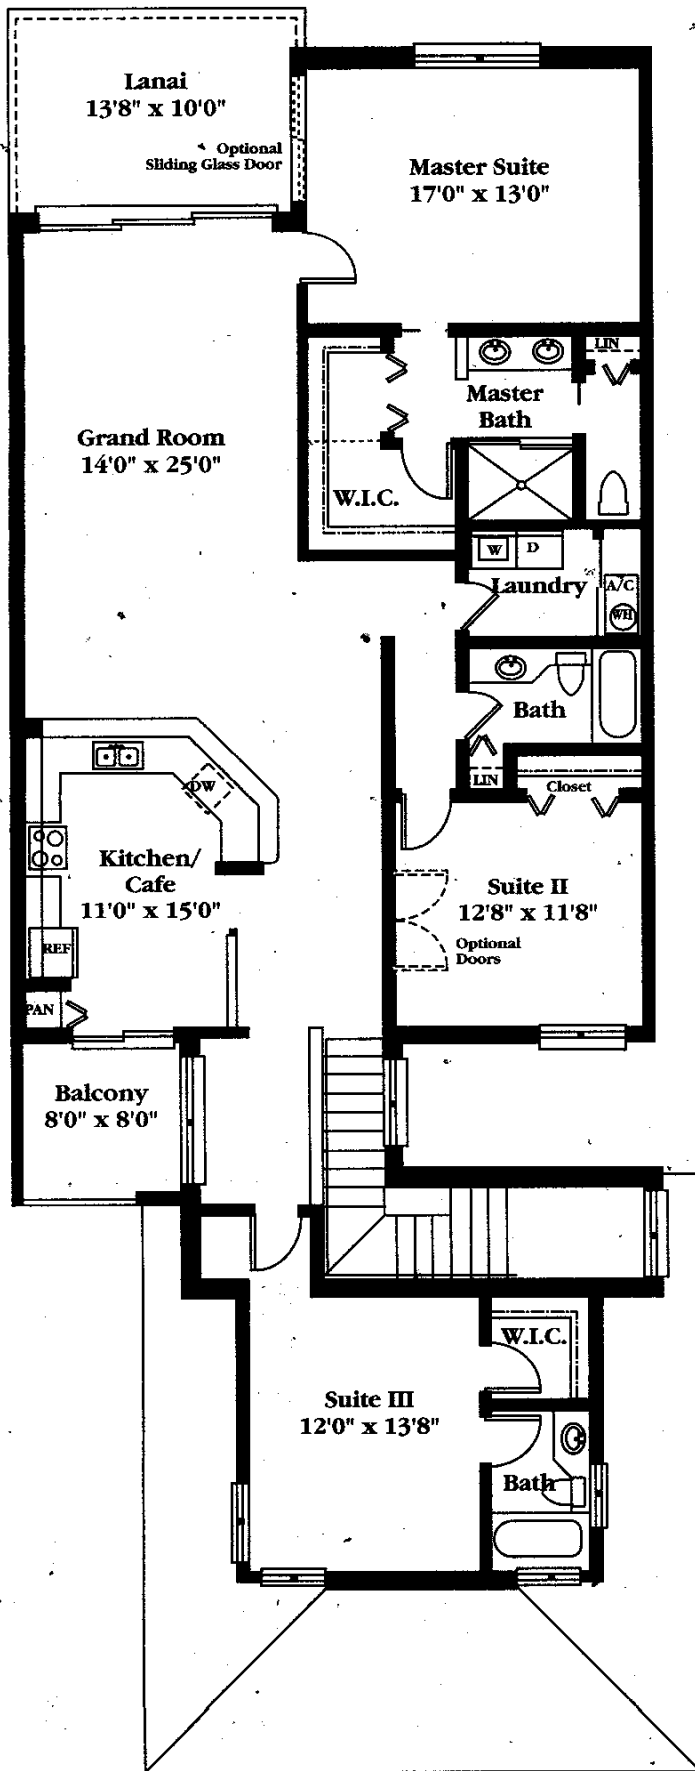 Lanai
13'8" x 10'0"
Optional
Sliding Glass Door
Master Suite
17'0" x 13'0"
LIN
Master
Bath
Grand Room
14'0" x 25'0"
W.I.C.
W
D
Laundry
A/C
WH
Bath
LIN
Closet
DW
Kitchen/
Cafe
11'0" x 15'0"
Suite II
12'8" x 11'8"
Optional
Doors
REF
PAN
Balcony
8'0" x 8'0"
W.I.C.
Suite III
12'0" x 13'8"
Bath